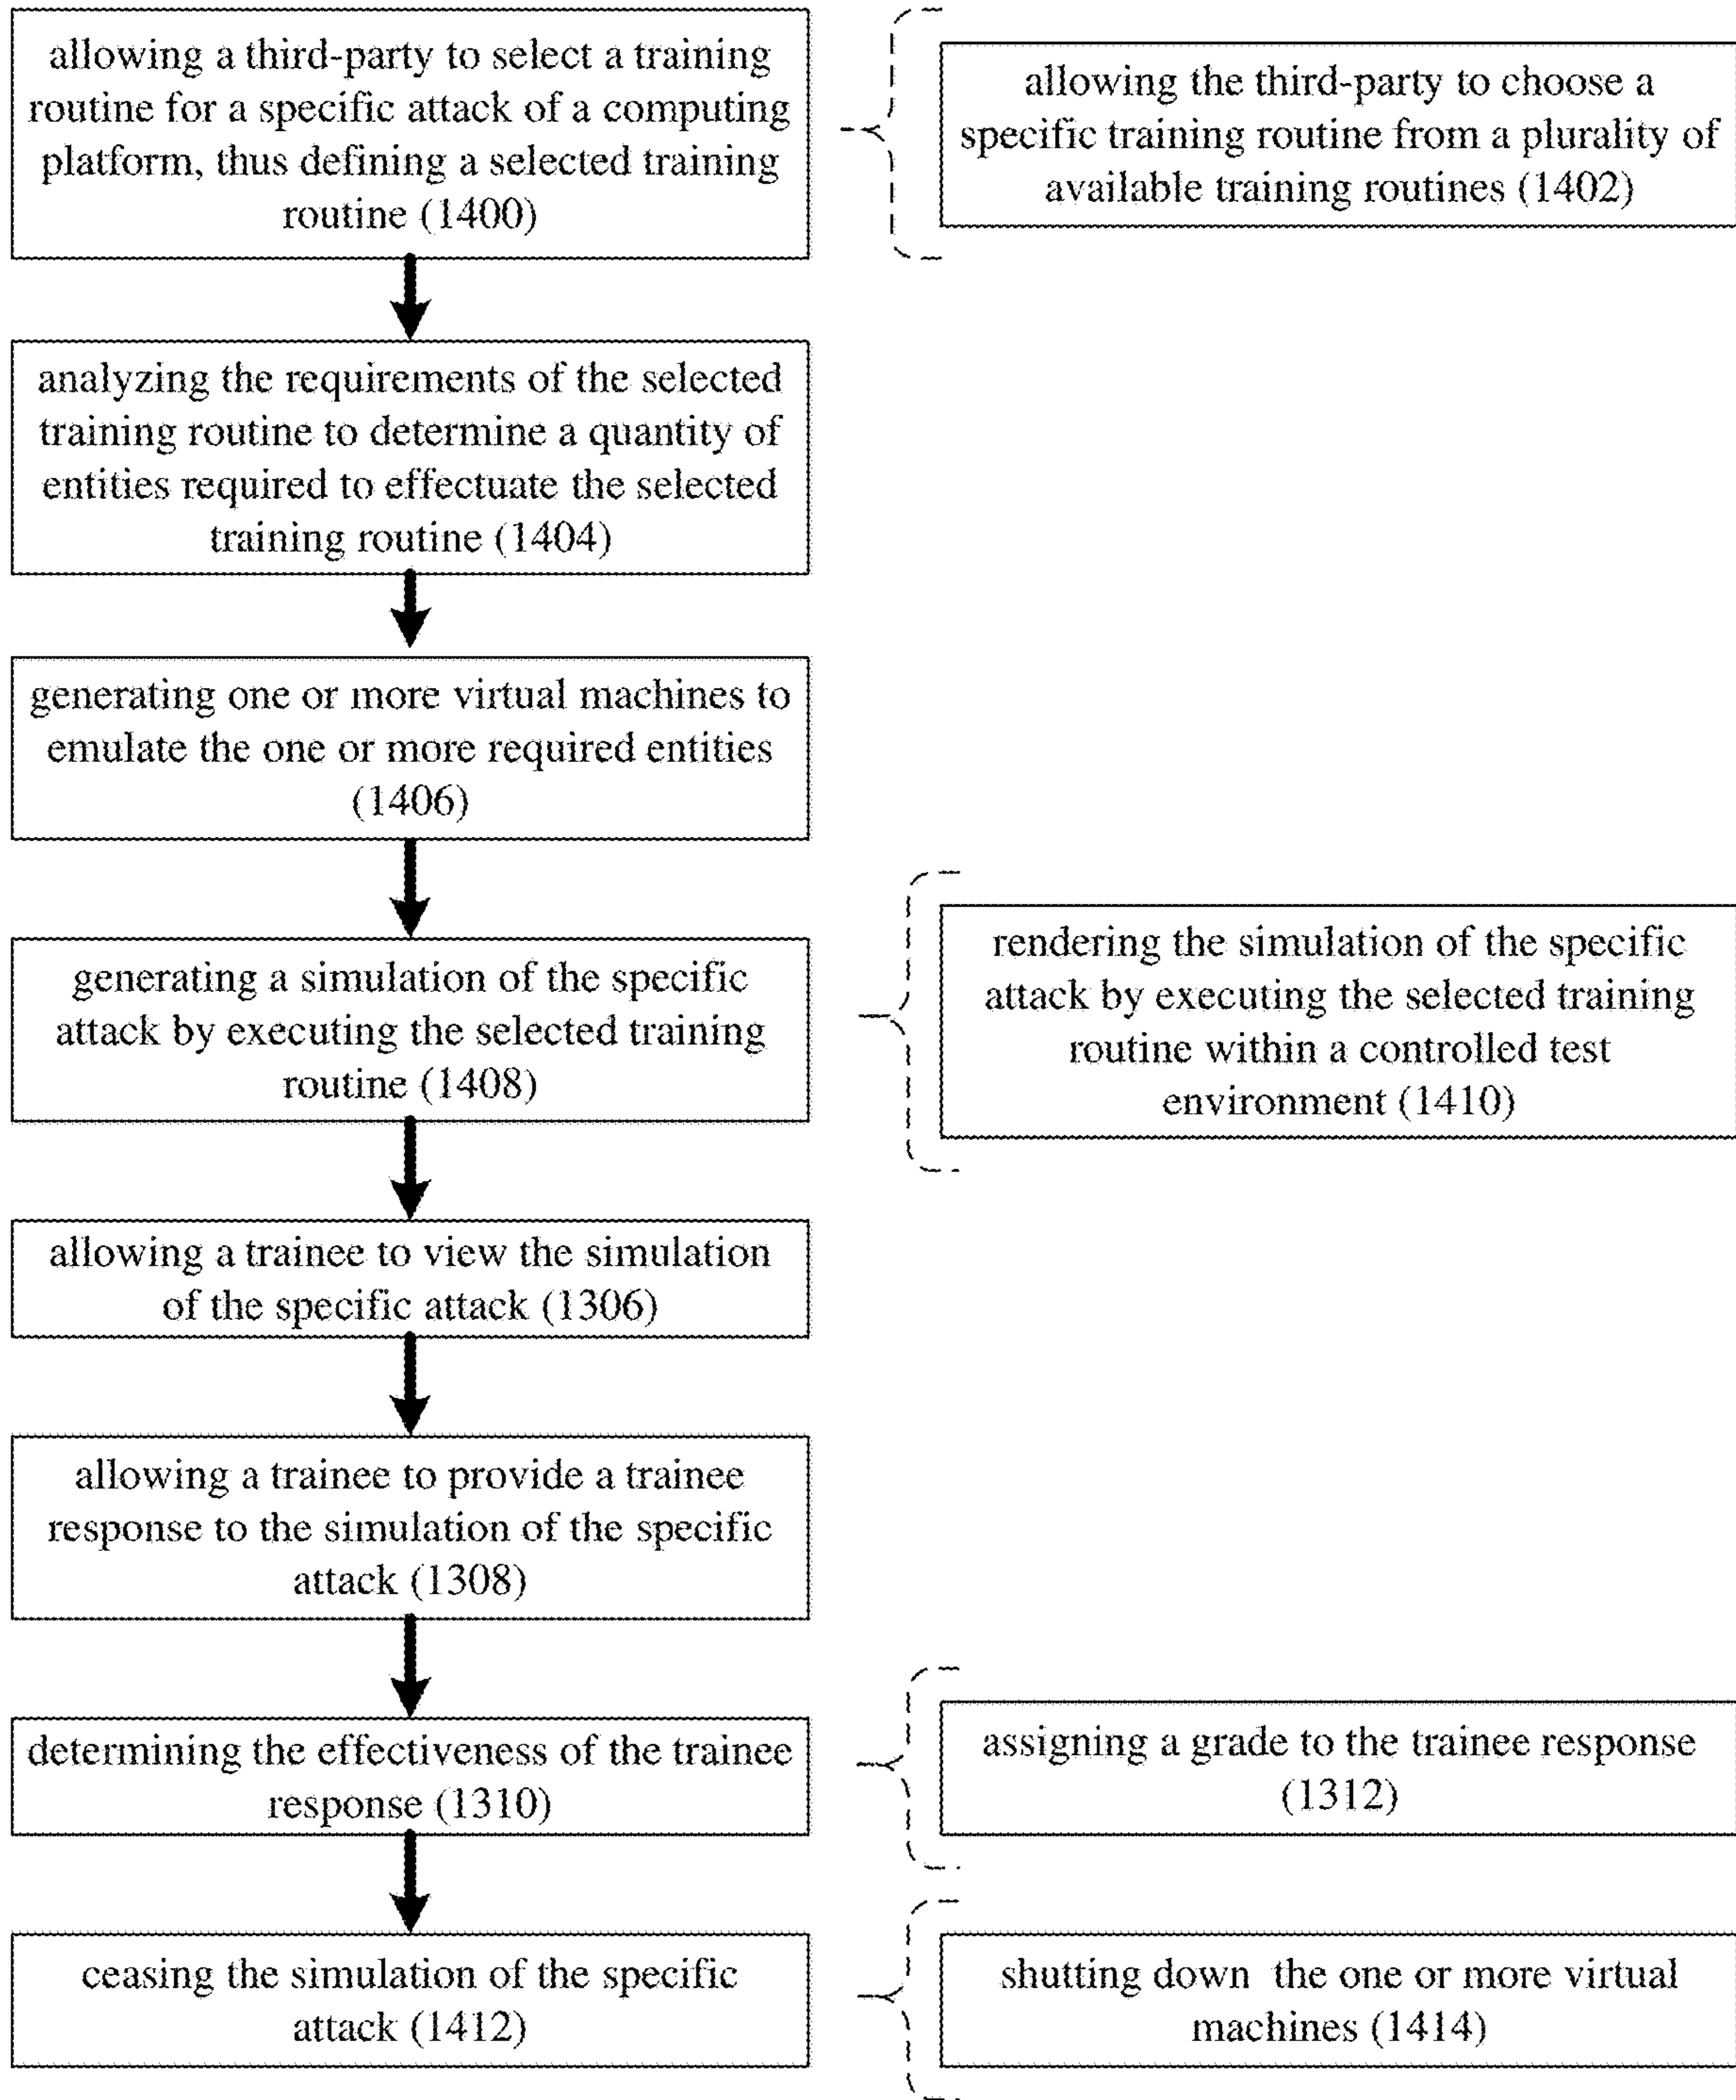 allowing a third-party to select a training
routine for a specific attack of a computing
platform, thus defining a selected training
routine (1400)
allowing the third-party to choose a
specific training routine from a plurality of
available training routines (1402)
analyzing the requirements of the selected
training routine to determine a quantity of
entities required to effectuate the selected
training routine (1404)
generating one or more virtual machines to
emulate the one or more required entities
(1406)
generating a simulation of the specific
attack by executing the selected training
routine (1408)
rendering the simulation of the specific
attack by executing the selected training
routine within a controlled test
environment (1410)
allowing a trainee to view the simulation
of the specific attack (1306)
allowing a trainee to provide a trainee
response to the simulation of the specific
attack (1308)
determining the effectiveness of the trainee
response (1310)
assigning a grade to the trainee response
(1312)
ceasing the simulation of the specific
attack (1412)
shutting down the one or more virtual
machines (1414)